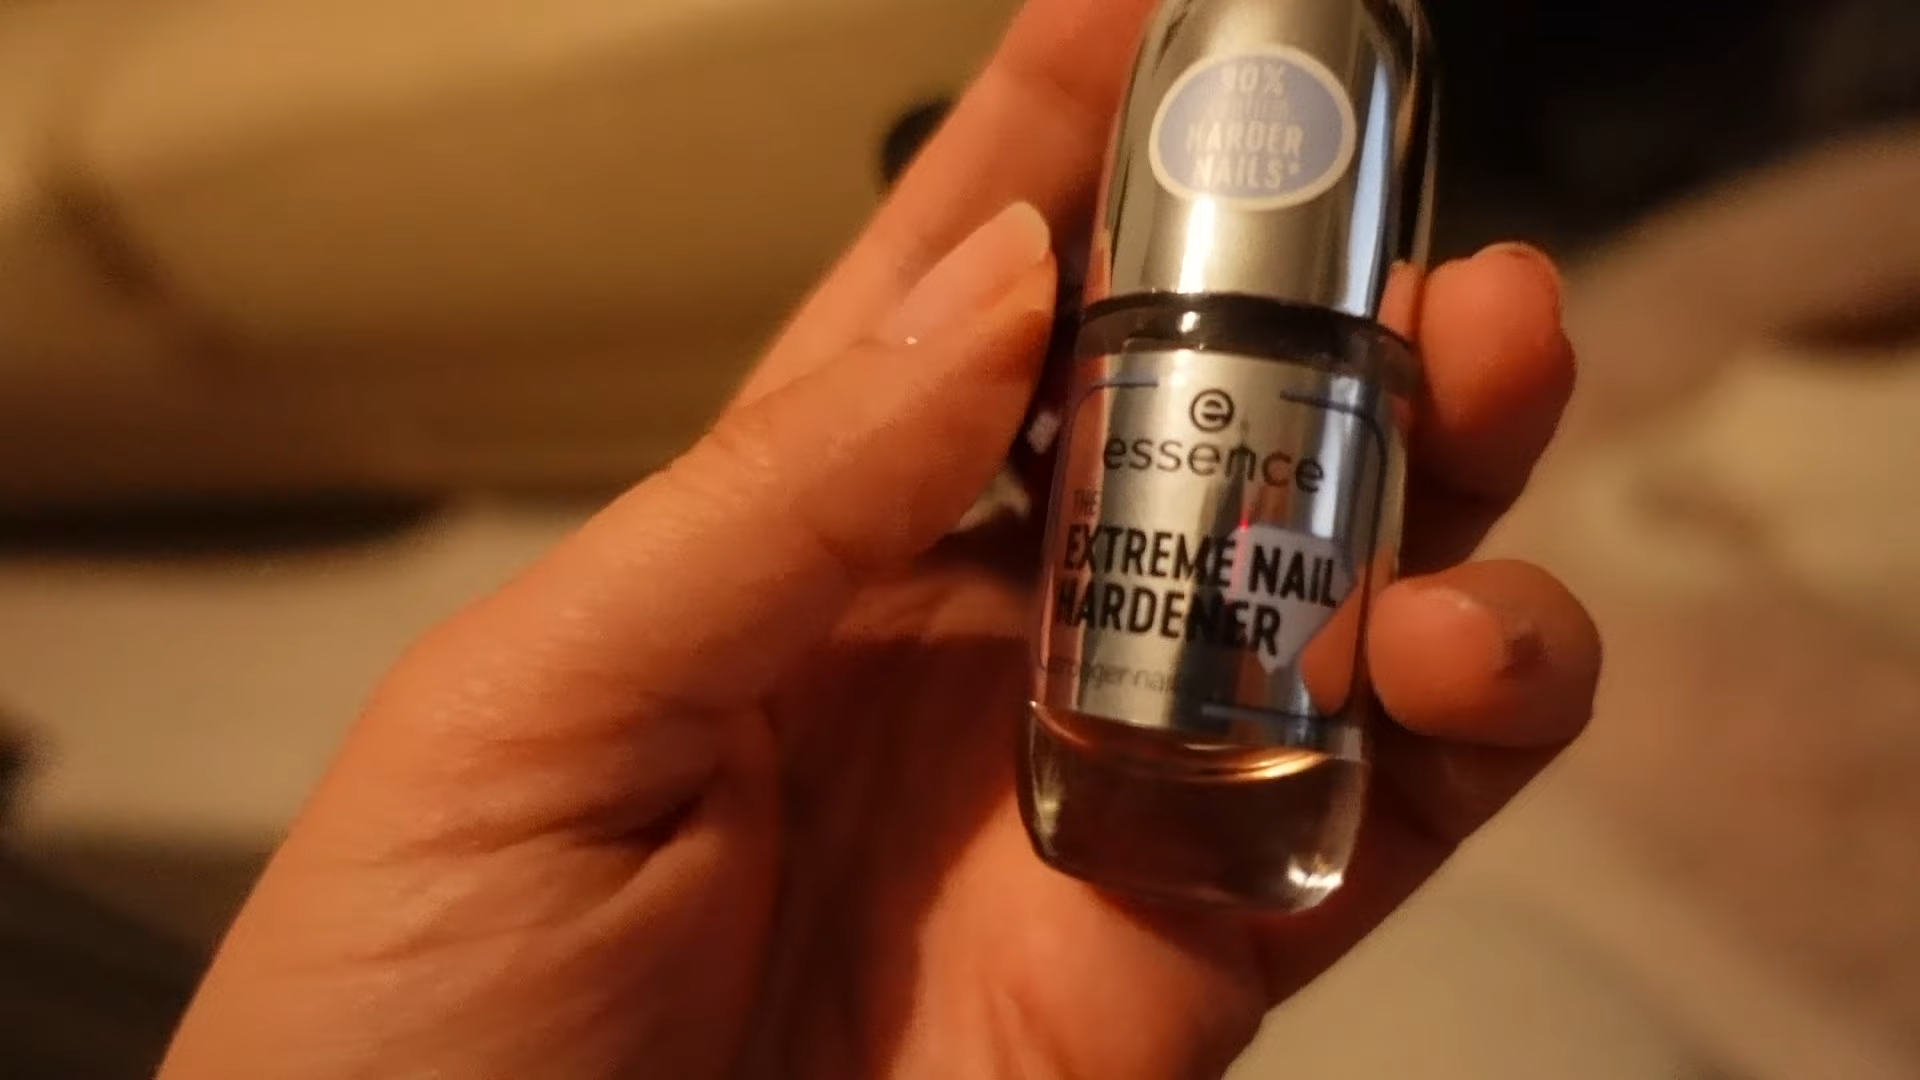 90%
HARDER
NAILS*
e
essence
THE
EXTREME NAIL
HARDENER